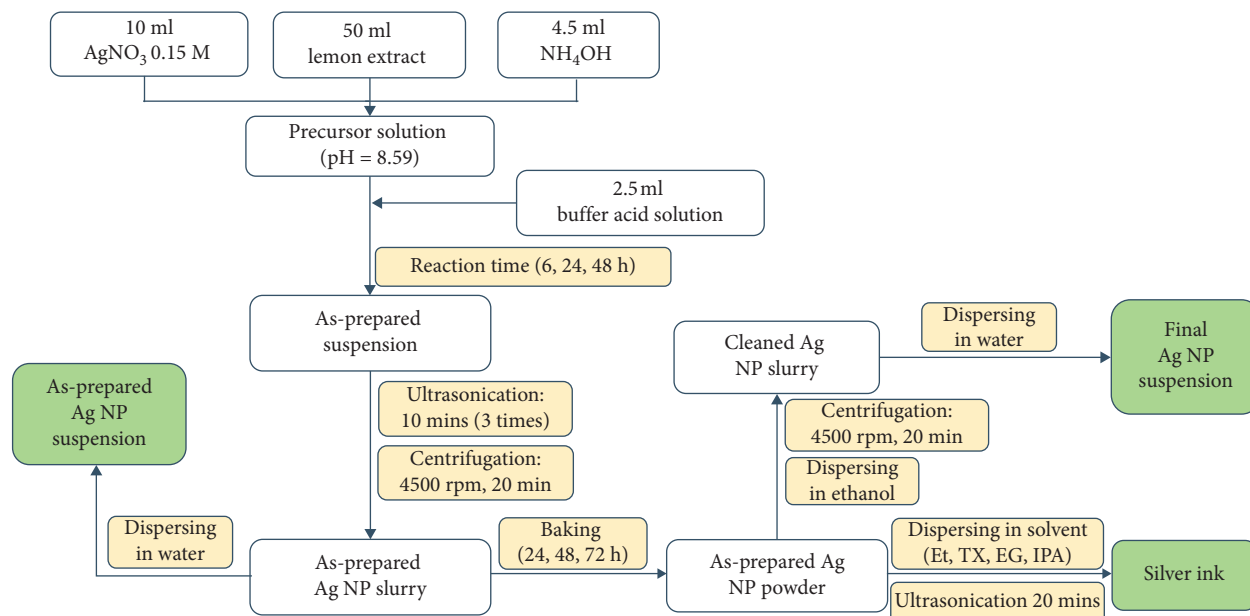 10 ml
AgNO₃ 0.15 M
50 ml
lemon extract
4.5 ml
NH₄OH
Precursor solution
(pH = 8.59)
2.5 ml
buffer acid solution
Reaction time (6, 24, 48 h)
As-prepared
suspension
Ultrasonication:
10 mins (3 times)
Centrifugation:
4500 rpm, 20 min
As-prepared
Ag NP
suspension
Dispersing
in water
As-prepared
Ag NP slurry
Baking
(24, 48, 72 h)
As-prepared Ag
NP powder
Dispersing
in ethanol
Centrifugation:
4500 rpm, 20 min
Cleaned Ag
NP slurry
Dispersing
in water
Final
Ag NP
suspension
Dispersing in solvent
(Et, TX, EG, IPA)
Ultrasonication 20 mins
Silver ink